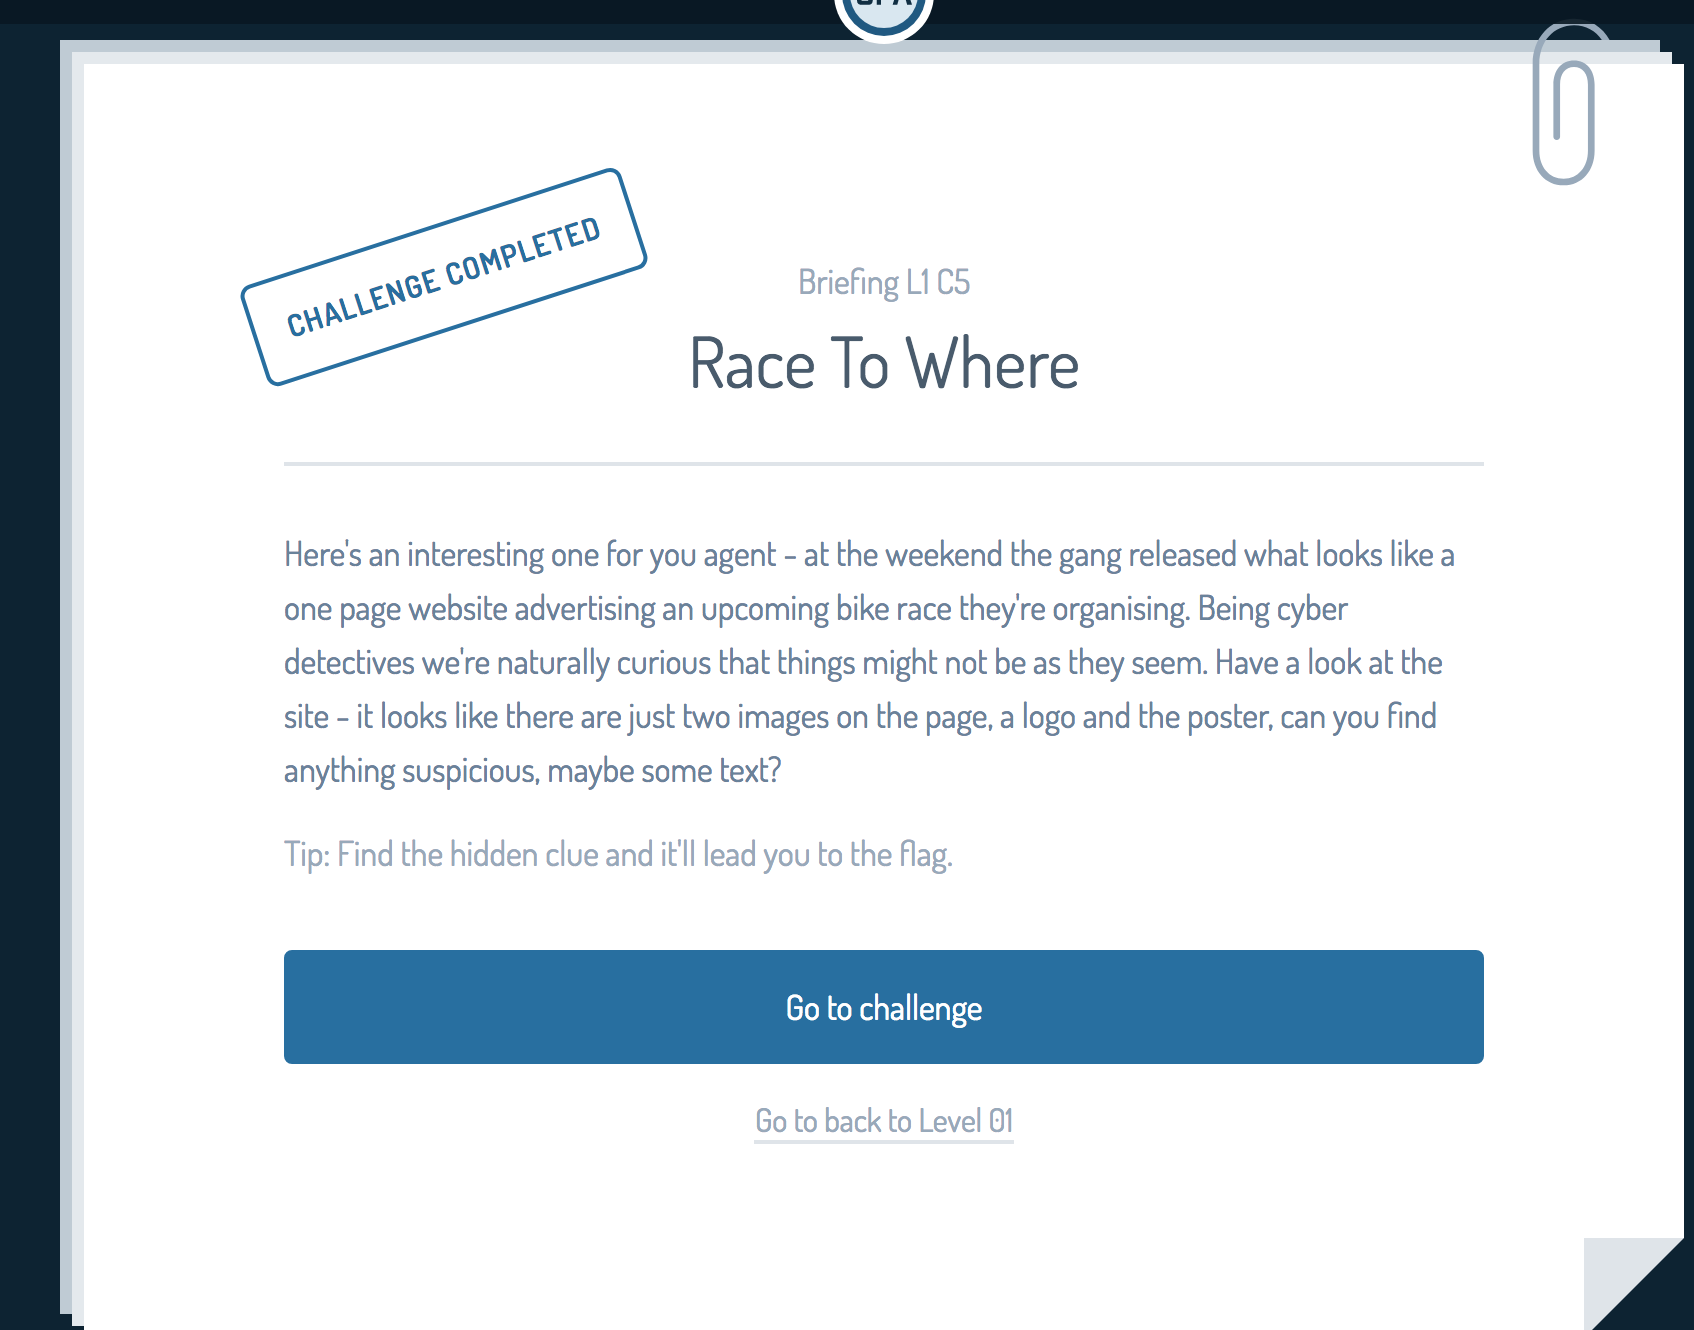 CHALLENGE COMPLETED
Briefing L1 C5
Race To Where
Here's an interesting one for you agent - at the weekend the gang released what looks like a
one page website advertising an upcoming bike race they're organising. Being cyber
detectives we're naturally curious that things might not be as they seem. Have a look at the
site - it looks like there are just two images on the page, a logo and the poster, can you find
anything suspicious, maybe some text?
Tip: Find the hidden clue and it'll lead you to the flag.
Go to challenge
Go to back to Level 01